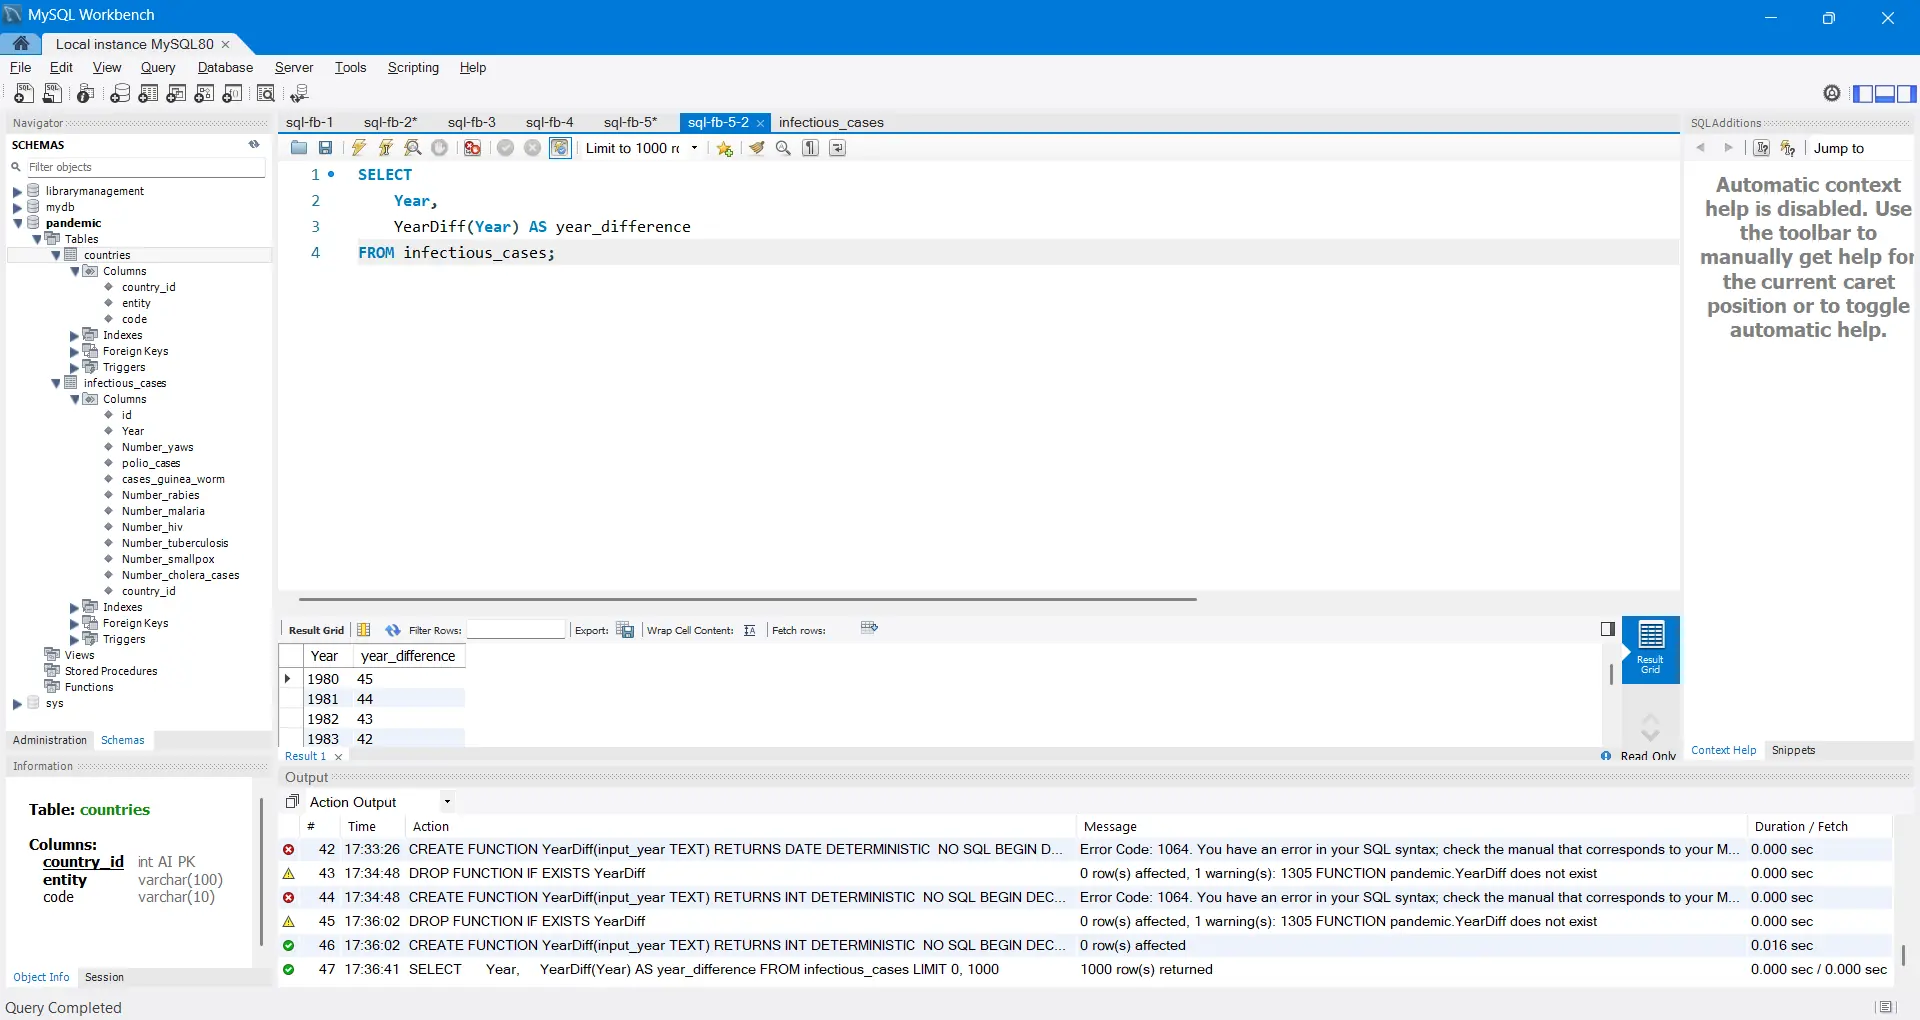 MySQL Workbench
Local instance MySQL80
File Edit View Query Database Server Tools Scripting Help
Navigator
SCHEMAS
Filter objects
librarymanagement
mydb
pandemic
Tables
countries
Columns
country_id
entity
code
Indexes
Foreign Keys
Triggers
infectious_cases
Columns
id
Year
Number_yaws
polio_cases
cases_guinea_worm
Number_rabies
Number_malaria
Number_hiv
Number_tuberculosis
Number_smallpox
Number_cholera_cases
country_id
Indexes
Foreign Keys
Triggers
Views
Stored Procedures
Functions
sys
Administration Schemas
Information
Table: countries
Columns:
country_id int AI PK
entity varchar(100)
code varchar(10)
Object Info Session
Query Completed
sql-fb-1 sql-fb-2* sql-fb-3 sql-fb-4 sql-fb-5* sql-fb-5-2 infectious_cases
Limit to 1000 rc
1 SELECT
2 Year,
3 YearDiff(Year) AS year_difference
4 FROM infectious_cases;
Result Grid Filter Rows: Export: Wrap Cell Content: Fetch rows:
Year year_difference
1980 45
1981 44
1982 43
1983 42
Result Grid
Result 1
Read Only
Output
Action Output
# Time Action Message Duration / Fetch
42 17:33:26 CREATE FUNCTION YearDiff(input_year TEXT) RETURNS DATE DETERMINISTIC NO SQL BEGIN D... Error Code: 1064. You have an error in your SQL syntax; check the manual that corresponds to your M... 0.000 sec
43 17:34:48 DROP FUNCTION IF EXISTS YearDiff 0 row(s) affected, 1 warning(s): 1305 FUNCTION pandemic.YearDiff does not exist 0.000 sec
44 17:34:48 CREATE FUNCTION YearDiff(input_year TEXT) RETURNS INT DETERMINISTIC NO SQL BEGIN DEC... Error Code: 1064. You have an error in your SQL syntax; check the manual that corresponds to your M... 0.000 sec
45 17:36:02 DROP FUNCTION IF EXISTS YearDiff 0 row(s) affected, 1 warning(s): 1305 FUNCTION pandemic.YearDiff does not exist 0.000 sec
46 17:36:02 CREATE FUNCTION YearDiff(input_year TEXT) RETURNS INT DETERMINISTIC NO SQL BEGIN DEC... 0 row(s) affected 0.016 sec
47 17:36:41 SELECT Year, YearDiff(Year) AS year_difference FROM infectious_cases LIMIT 0, 1000 1000 row(s) returned 0.000 sec / 0.000 sec
SQLAdditions
Jump to
Automatic context
help is disabled. Use
the toolbar to
manually get help for
the current caret
position or to toggle
automatic help.
Context Help Snippets